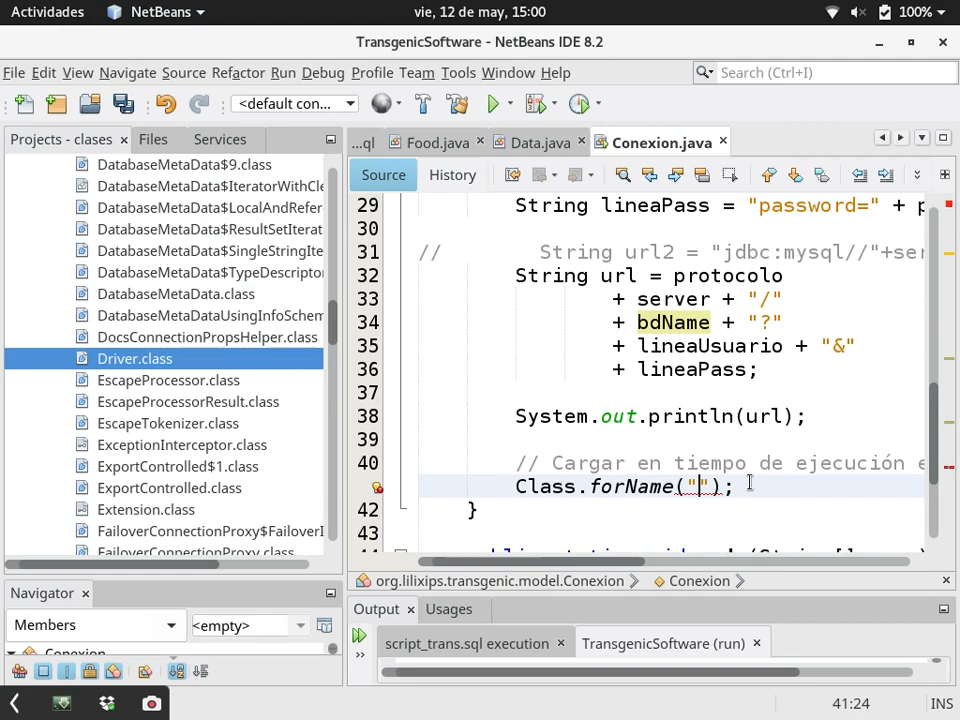 Actividades NetBeans vie, 12 de may, 15:00 100%
TransgenicSoftware - NetBeans IDE 8.2
File Edit View Navigate Source Refactor Run Debug Profile Team Tools Window Help Search (Ctrl+I)
<default con...
Projects - clases Files Services
...ql Food.java Data.java Conexion.java
Source History
DatabaseMetaData$9.class
DatabaseMetaData$IteratorWithCle
DatabaseMetaData$LocalAndRefer
DatabaseMetaData$ResultSetIterat
DatabaseMetaData$SingleStringIte
DatabaseMetaData$TypeDescriptor
DatabaseMetaData.class
DatabaseMetaDataUsingInfoSchem
DocsConnectionPropsHelper.class
Driver.class
EscapeProcessor.class
EscapeProcessorResult.class
EscapeTokenizer.class
ExceptionInterceptor.class
ExportControlled$1.class
ExportControlled.class
Extension.class
FailoverConnectionProxy$FailoverI
FailoverConnectionProxy.class
29 String lineaPass = "password=" + p
30
31 // String url2 = "jdbc:mysql//"+ser
32 String url = protocolo
33 + server + "/"
34 + bdName + "?"
35 + lineaUsuario + "&"
36 + lineaPass;
37
38 System.out.println(url);
39
40 // Cargar en tiempo de ejecución e
Class.forName("");
42 }
43
org.lilixips.transgenic.model.Conexion Conexion
Navigator
Members <empty>
Conexion
Output Usages
script_trans.sql execution TransgenicSoftware (run)
41:24 INS